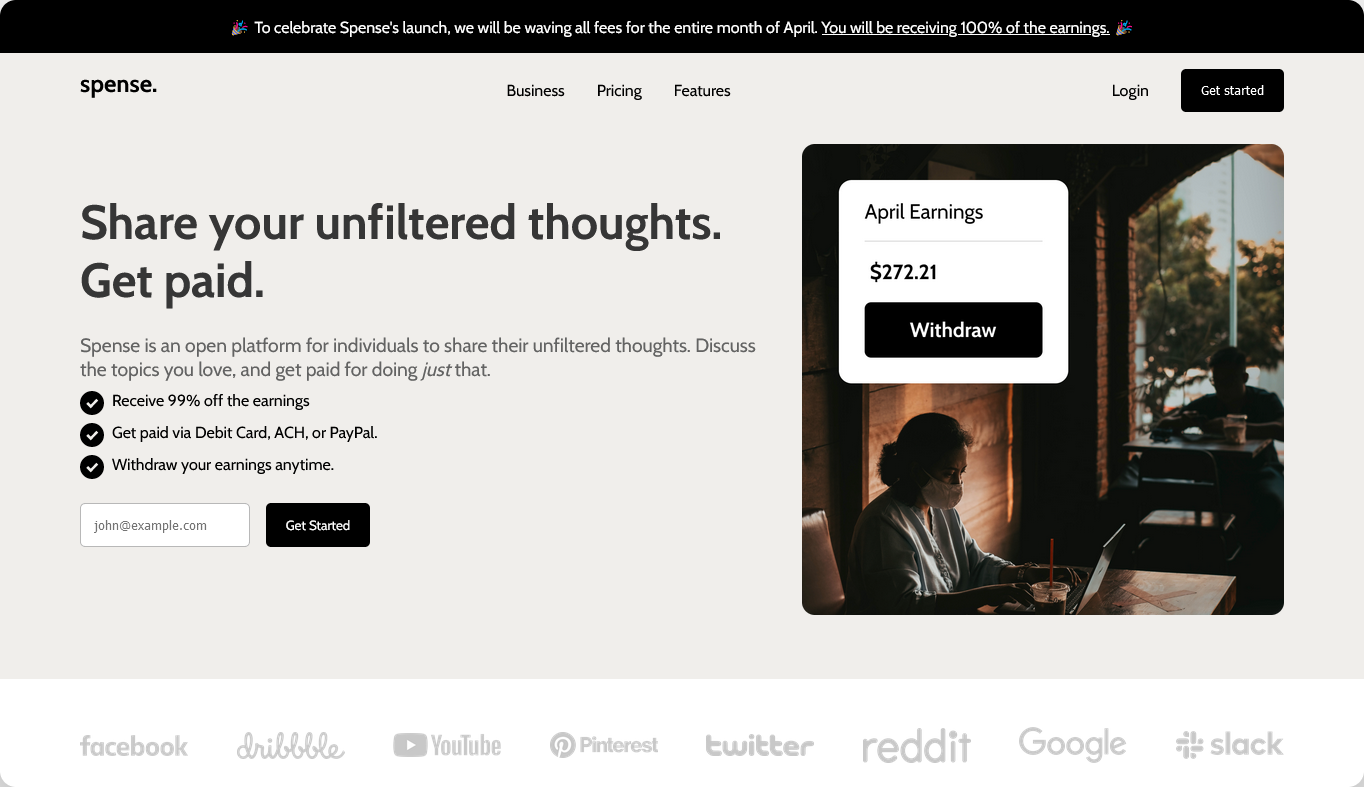 🎉 To celebrate Spense's launch, we will be waving all fees for the entire month of April. You will be receiving 100% of the earnings. 🎉
spense.
Business Pricing Features
Login
Get started
Share your unfiltered thoughts.
Get paid.
Spense is an open platform for individuals to share their unfiltered thoughts. Discuss
the topics you love, and get paid for doing just that.
Receive 99% off the earnings
Get paid via Debit Card, ACH, or PayPal.
Withdraw your earnings anytime.
john@example.com
Get Started
April Earnings
$272.21
Withdraw
facebook dribbble YouTube Pinterest twitter reddit Google slack